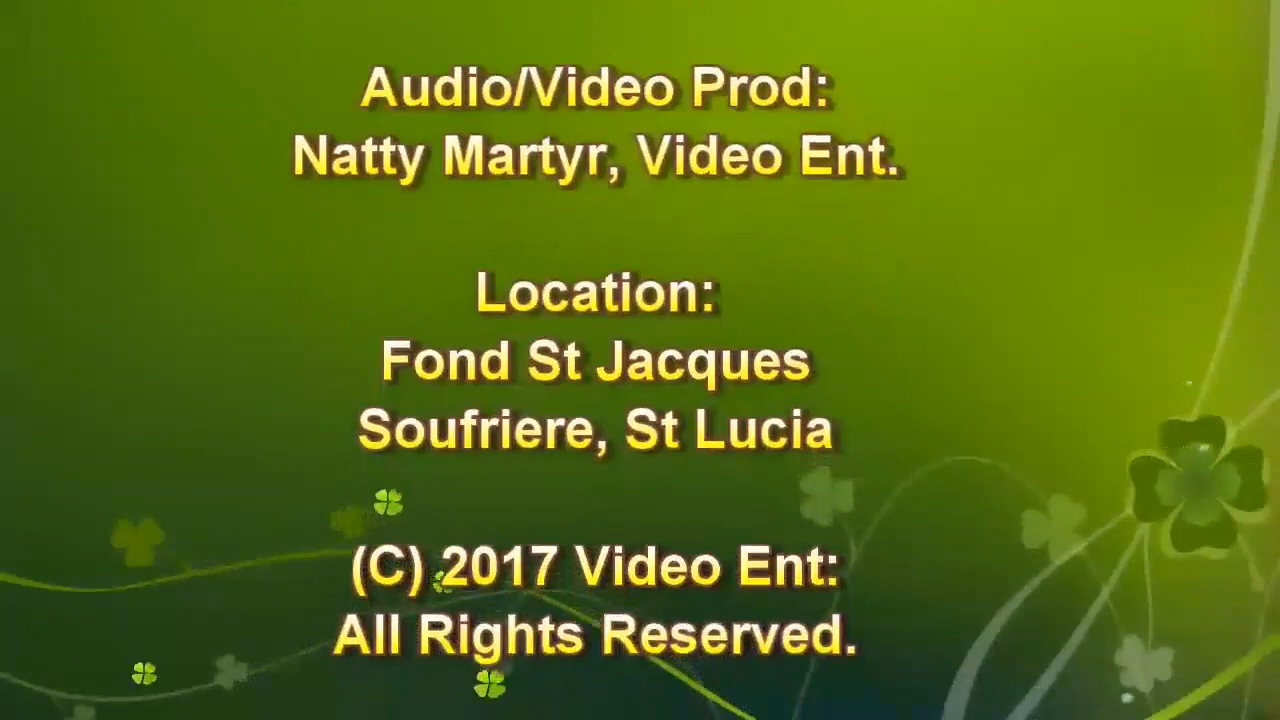 Audio/Video Prod:
Natty Martyr, Video Ent.
Location:
Fond St Jacques
Soufriere, St Lucia
(C) 2017 Video Ent:
All Rights Reserved.